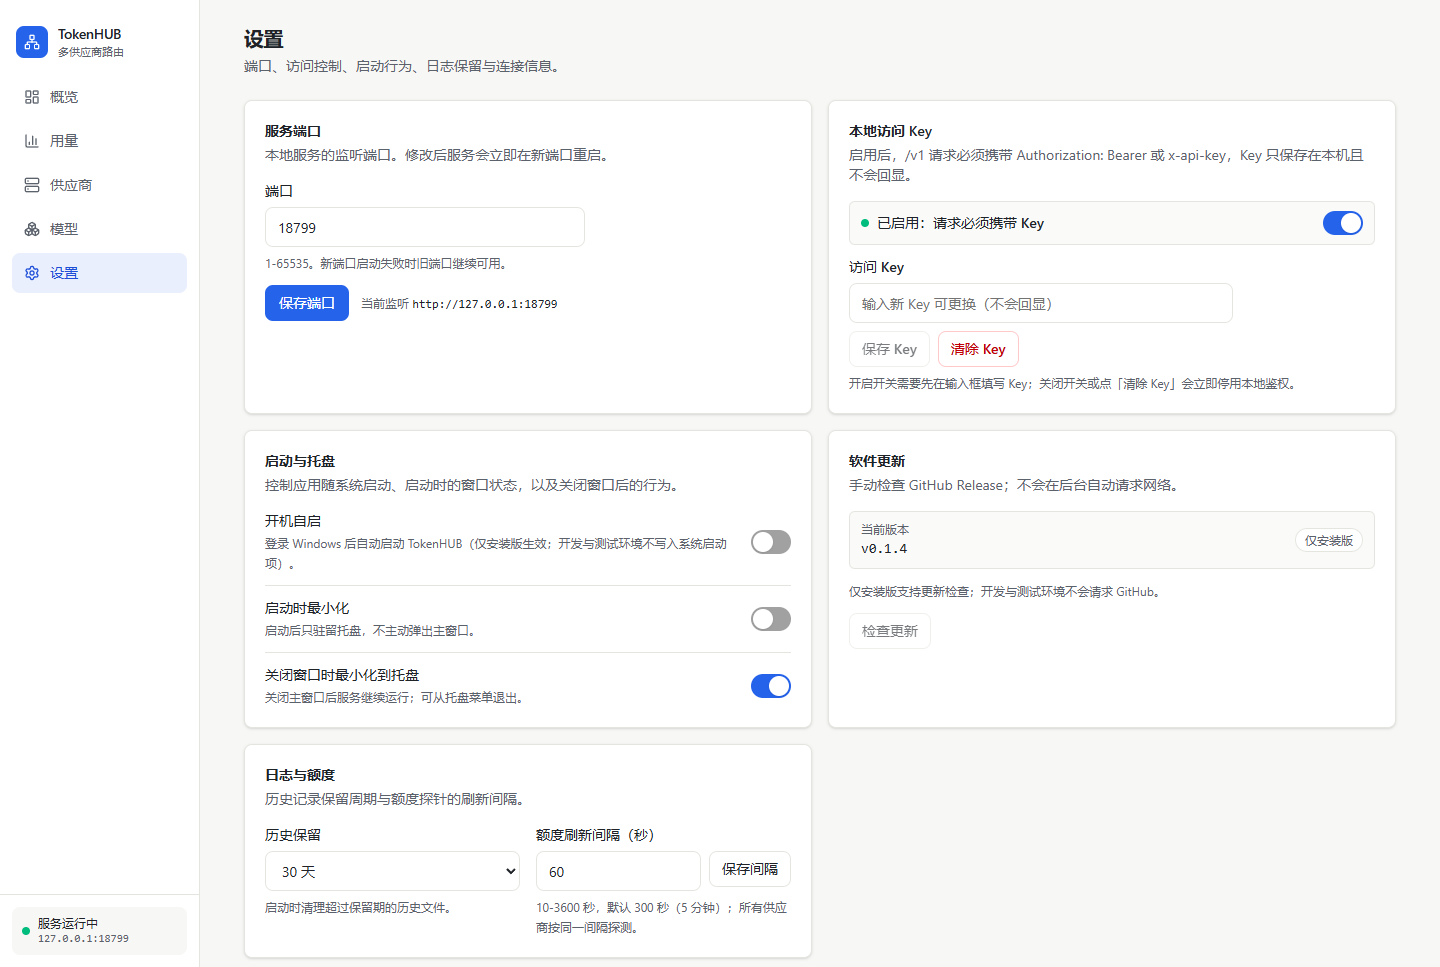 TokenHUB
多供应商路由
概览
用量
供应商
模型
设置
服务运行中
127.0.0.1:18799
设置
端口、访问控制、启动行为、日志保留与连接信息。
服务端口
本地服务的监听端口。修改后服务会立即在新端口重启。
端口
18799
1-65535。新端口启动失败时旧端口继续可用。
保存端口
当前监听 http://127.0.0.1:18799
本地访问 Key
启用后，/v1 请求必须携带 Authorization: Bearer 或 x-api-key，Key 只保存在本机且
不会回显。
已启用：请求必须携带 Key
访问 Key
输入新 Key 可更换（不会回显）
保存 Key
清除 Key
开启开关需要先在输入框填写 Key；关闭开关或点「清除 Key」会立即停用本地鉴权。
启动与托盘
控制应用随系统启动、启动时的窗口状态，以及关闭窗口后的行为。
开机自启
登录 Windows 后自动启动 TokenHUB（仅安装版生效；开发与测试环境不写入系统启动
项）。
启动时最小化
启动后只驻留托盘，不主动弹出主窗口。
关闭窗口时最小化到托盘
关闭主窗口后服务继续运行；可从托盘菜单退出。
软件更新
手动检查 GitHub Release；不会在后台自动请求网络。
当前版本
v0.1.4
仅安装版
仅安装版支持更新检查；开发与测试环境不会请求 GitHub。
检查更新
日志与额度
历史记录保留周期与额度探针的刷新间隔。
历史保留
30 天
启动时清理超过保留期的历史文件。
额度刷新间隔（秒）
60
保存间隔
10-3600 秒，默认 300 秒（5 分钟）；所有供应
商按同一间隔探测。